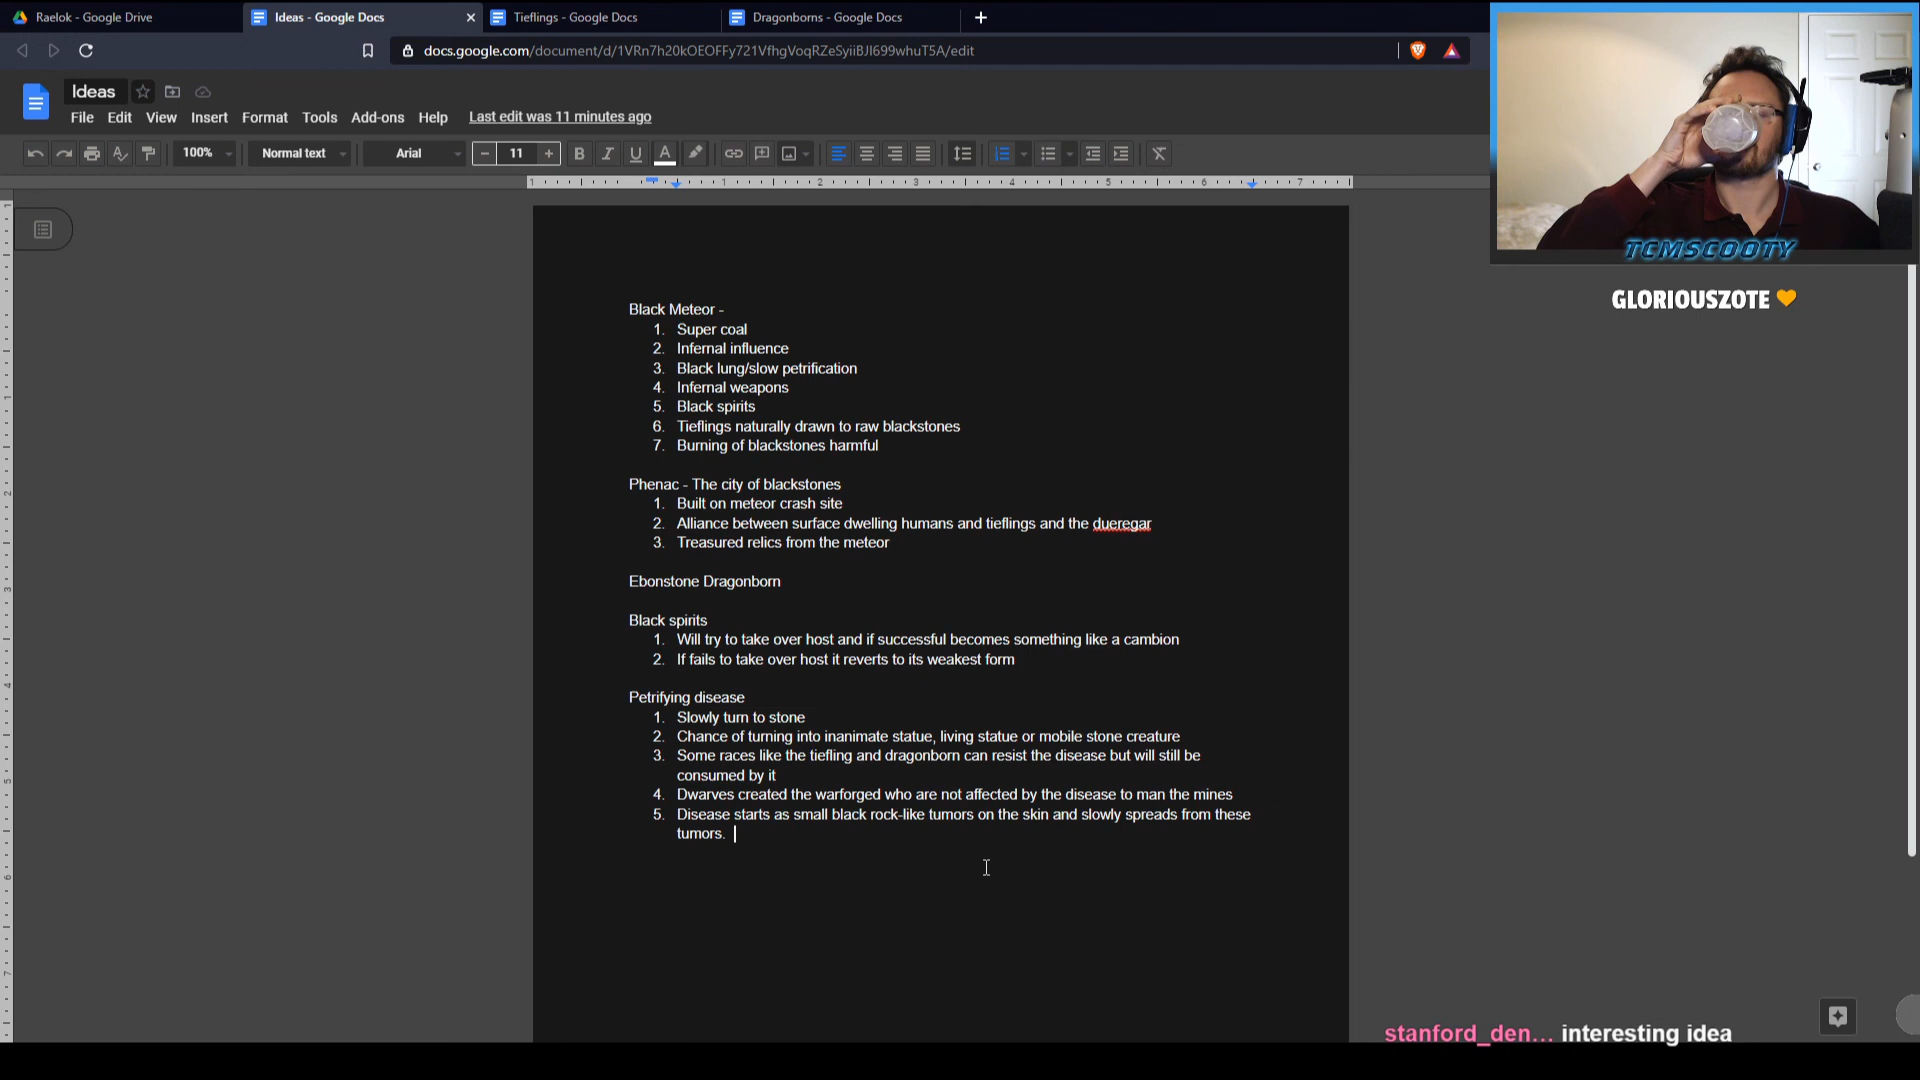 Raelok - Google Drive
Ideas - Google Docs
Tieflings - Google Docs
Dragonborns - Google Docs
docs.google.com/document/d/1VRn7h20kOEOFFy721VfhgVoqRZeSyiiBJl699whuT5A/edit
Ideas
File Edit View Insert Format Tools Add-ons Help Last edit was 11 minutes ago
100% Normal text Arial 11
1 1 2 3 4 5 6 7
TCMSCOOTY
GLORIOUSZOTE 🧡
Black Meteor -
1. Super coal
2. Infernal influence
3. Black lung/slow petrification
4. Infernal weapons
5. Black spirits
6. Tieflings naturally drawn to raw blackstones
7. Burning of blackstones harmful
Phenac - The city of blackstones
1. Built on meteor crash site
2. Alliance between surface dwelling humans and tieflings and the dueregar
3. Treasured relics from the meteor
Ebonstone Dragonborn
Black spirits
1. Will try to take over host and if successful becomes something like a cambion
2. If fails to take over host it reverts to its weakest form
Petrifying disease
1. Slowly turn to stone
2. Chance of turning into inanimate statue, living statue or mobile stone creature
3. Some races like the tiefling and dragonborn can resist the disease but will still be
consumed by it
4. Dwarves created the warforged who are not affected by the disease to man the mines
5. Disease starts as small black rock-like tumors on the skin and slowly spreads from these
tumors.
stanford_den... interesting idea